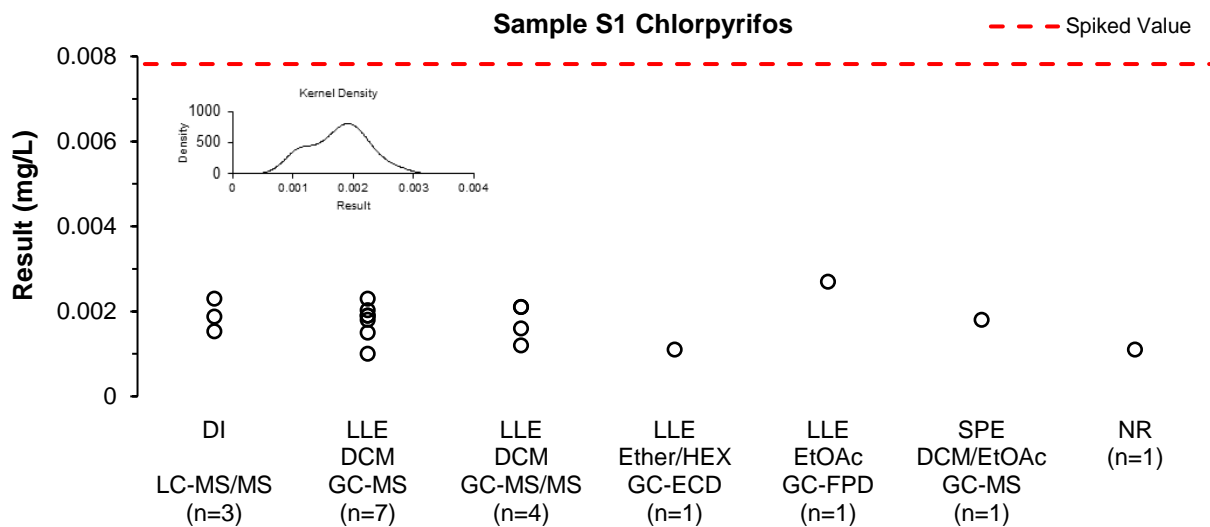 Sample S1 Chlorpyrifos
Spiked Value
Result (mg/L)
0.008
0.006
0.004
0.002
0
Kernel Density
Density
1000
500
0
0 0.001 0.002 0.003 0.004
Result
DI LLE LLE LLE LLE SPE NR
DCM DCM Ether/HEX EtOAc DCM/EtOAc (n=1)
LC-MS/MS GC-MS GC-MS/MS GC-ECD GC-FPD GC-MS
(n=3) (n=7) (n=4) (n=1) (n=1) (n=1)